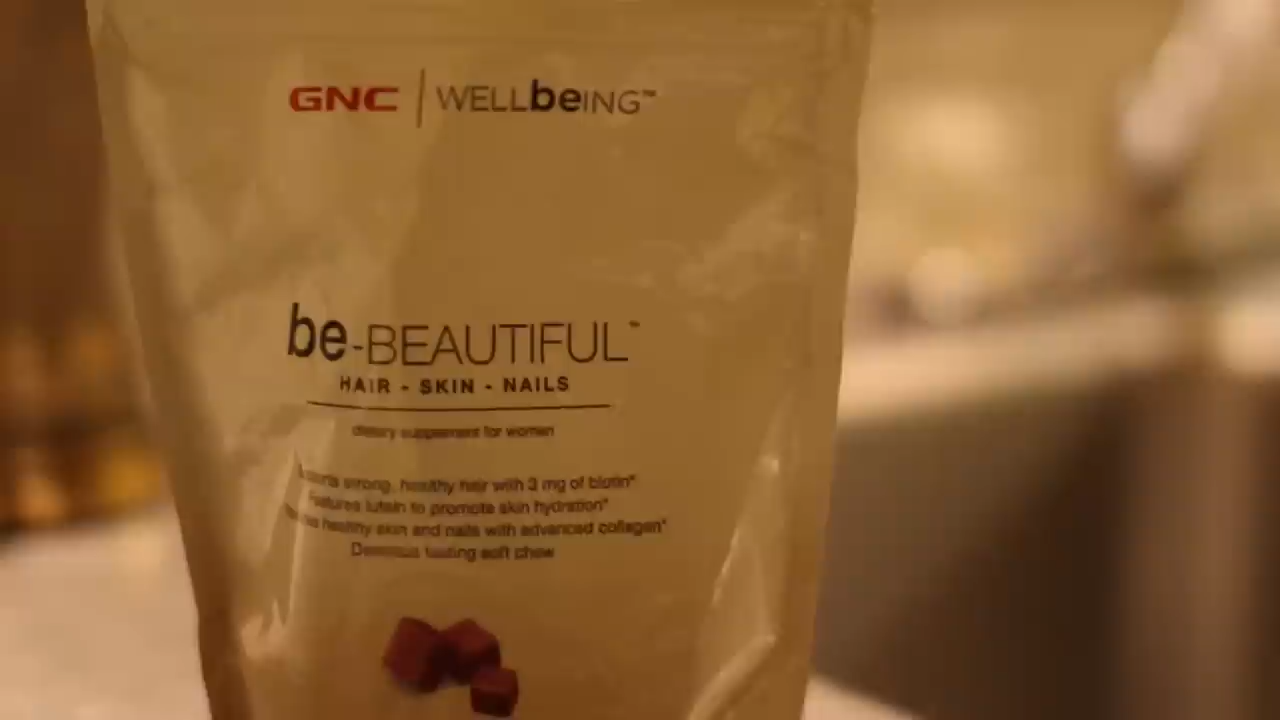 GNC | WELLbeING™
be-BEAUTIFUL™
HAIR - SKIN - NAILS
dietary supplement for women
strong, healthy hair with 3 mg of biotin*
Features lutein to promote skin hydration*
healthy skin and nails with advanced collagen*
Delicious tasting soft chew